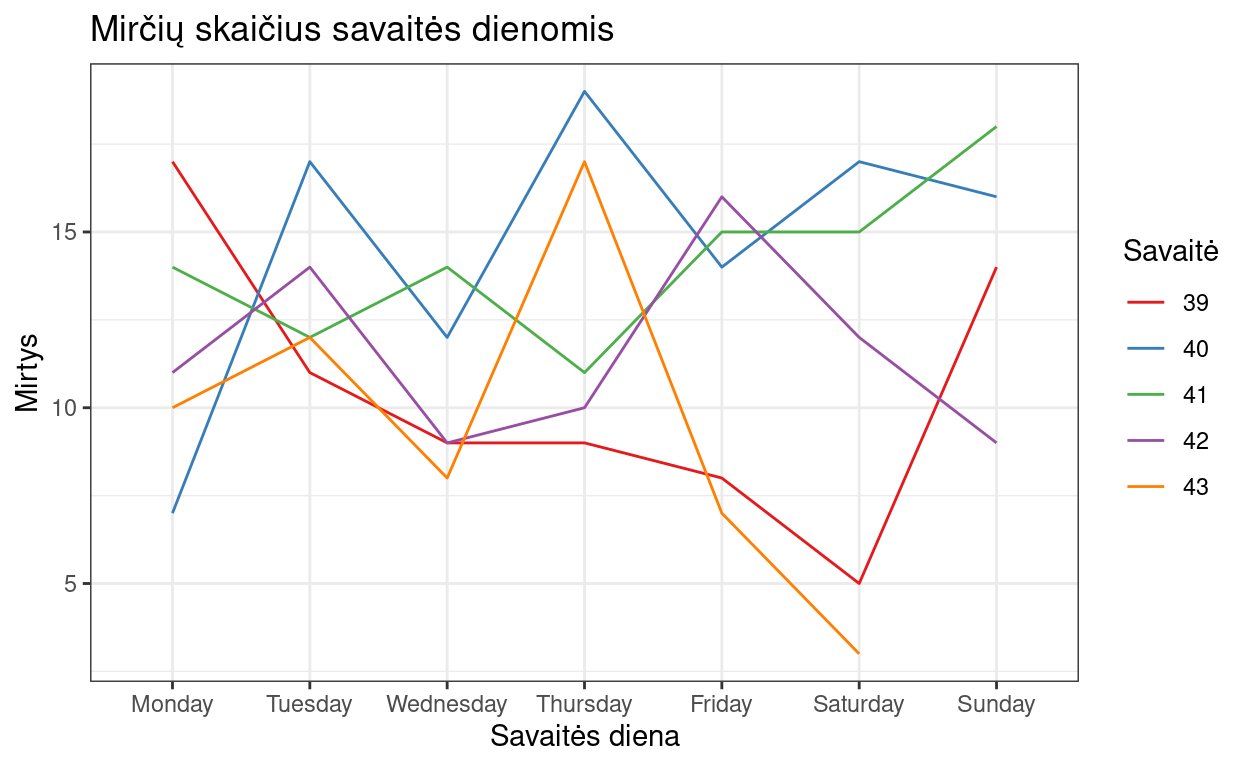 Mirčių skaičius savaitės dienomis
Mirtys
15
10
5
Monday Tuesday Wednesday Thursday Friday Saturday Sunday
Savaitės diena
Savaitė
39
40
41
42
43